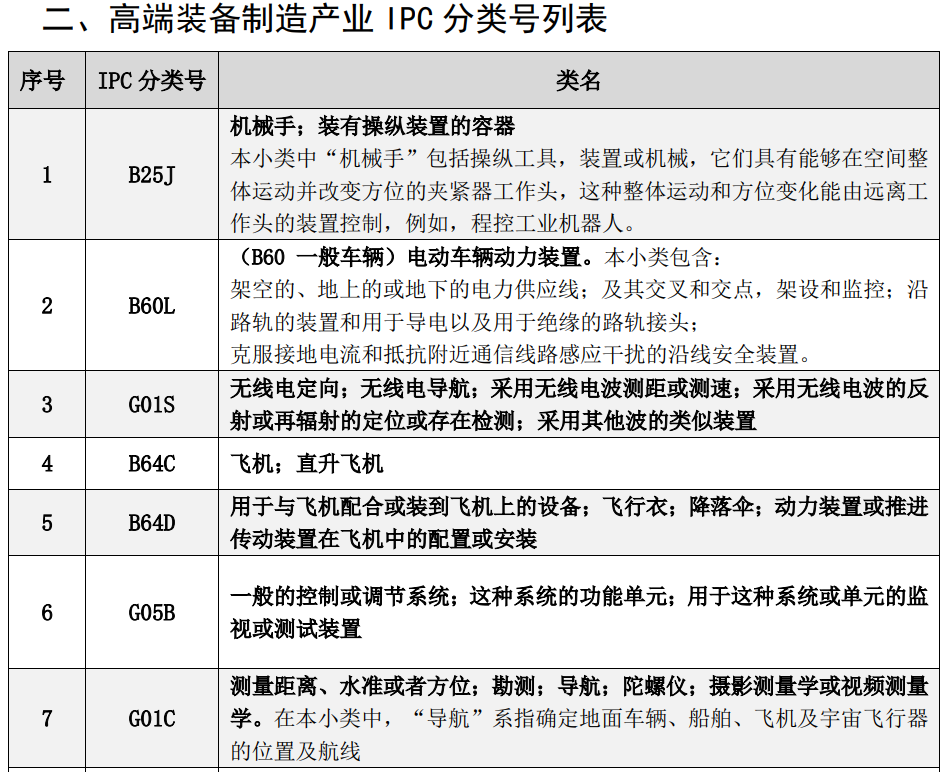 二、高端装备制造产业 IPC 分类号列表
序号 IPC 分类号 类名
1 B25J 机械手；装有操纵装置的容器
本小类中“机械手”包括操纵工具，装置或机械，它们具有能够在空间整
体运动并改变方位的夹紧器工作头，这种整体运动和方位变化能由远离工
作头的装置控制，例如，程控工业机器人。
2 B60L （B60 一般车辆）电动车辆动力装置。本小类包含：
架空的、地上的或地下的电力供应线；及其交叉和交点，架设和监控；沿
路轨的装置和用于导电以及用于绝缘的路轨接头；
克服接地电流和抵抗附近通信线路感应干扰的沿线安全装置。
3 G01S 无线电定向；无线电导航；采用无线电波测距或测速；采用无线电波的反
射或再辐射的定位或存在检测；采用其他波的类似装置
4 B64C 飞机；直升飞机
5 B64D 用于与飞机配合或装到飞机上的设备；飞行衣；降落伞；动力装置或推进
传动装置在飞机中的配置或安装
6 G05B 一般的控制或调节系统；这种系统的功能单元；用于这种系统或单元的监
视或测试装置
7 G01C 测量距离、水准或者方位；勘测；导航；陀螺仪；摄影测量学或视频测量
学。在本小类中，“导航”系指确定地面车辆、船舶、飞机及宇宙飞行器
的位置及航线